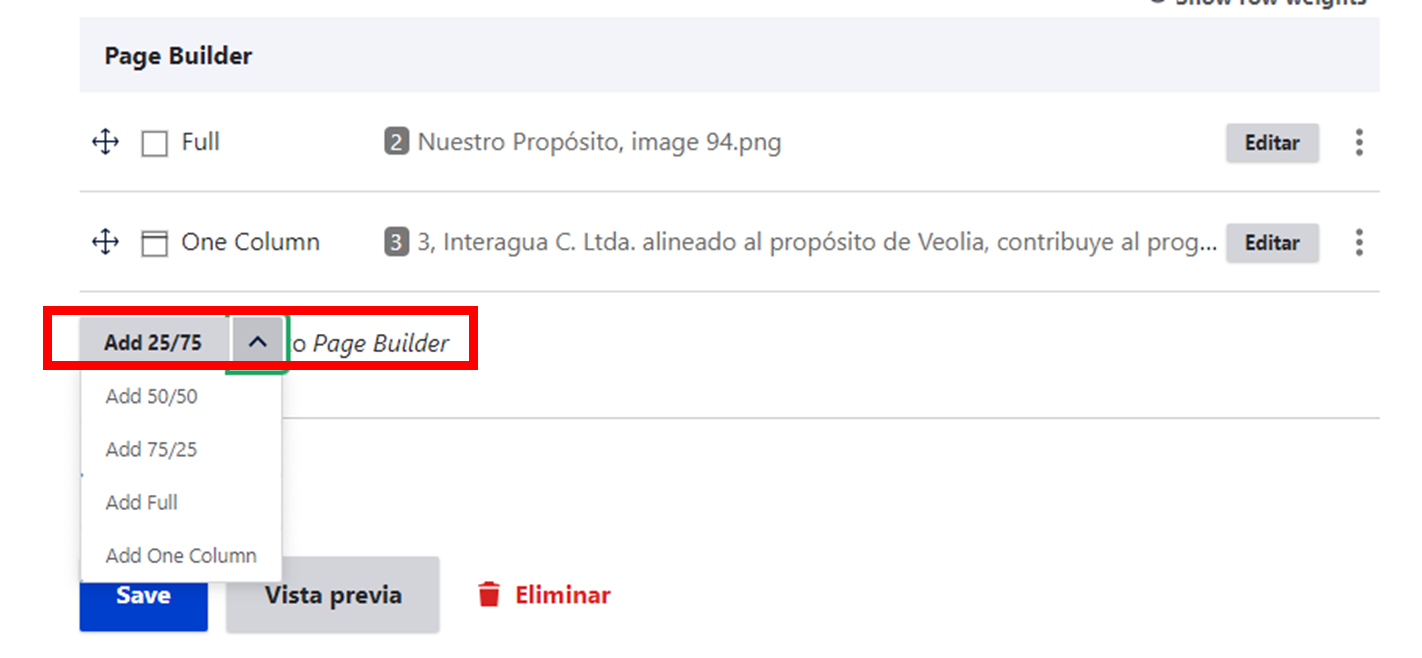 Show row weights
Page Builder
Full 2 Nuestro Propósito, image 94.png Editar
One Column 3 3, Interagua C. Ltda. alineado al propósito de Veolia, contribuye al prog... Editar
Add 25/75 o Page Builder
Add 50/50
Add 75/25
Add Full
Add One Column
Save Vista previa Eliminar